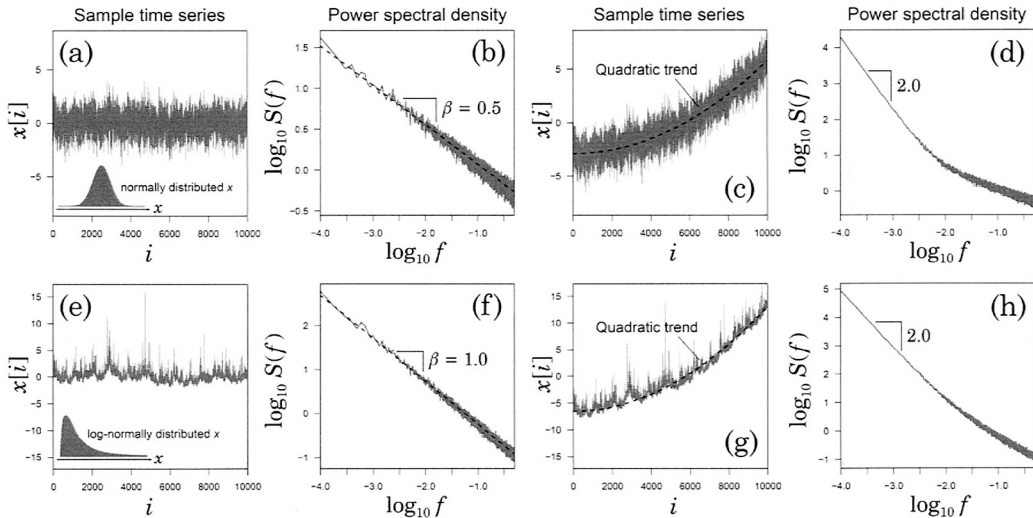 Sample time series
Power spectral density
Sample time series
Power spectral density
(a)
5
0
−5
x[i]
normally distributed x
x
0 2000 4000 6000 8000 10000
i
(b)
1.5
1.0
0.5
0.0
−0.5
log10 S(f)
β = 0.5
−4.0 −3.0 −2.0 −1.0
log10 f
5
0
−5
x[i]
Quadratic trend
(c)
0 2000 4000 6000 8000 10000
i
(d)
4
3
2
1
0
log10 S(f)
2.0
−4.0 −3.0 −2.0 −1.0
log10 f
(e)
15
10
5
0
−5
−10
−15
x[i]
log-normally distributed x
x
0 2000 4000 6000 8000 10000
i
(f)
2
1
0
−1
log10 S(f)
β = 1.0
−4.0 −3.0 −2.0 −1.0
log10 f
15
10
5
0
−5
−10
−15
x[i]
Quadratic trend
(g)
0 2000 4000 6000 8000 10000
i
(h)
5
4
3
2
1
0
−1
log10 S(f)
2.0
−4.0 −3.0 −2.0 −1.0
log10 f